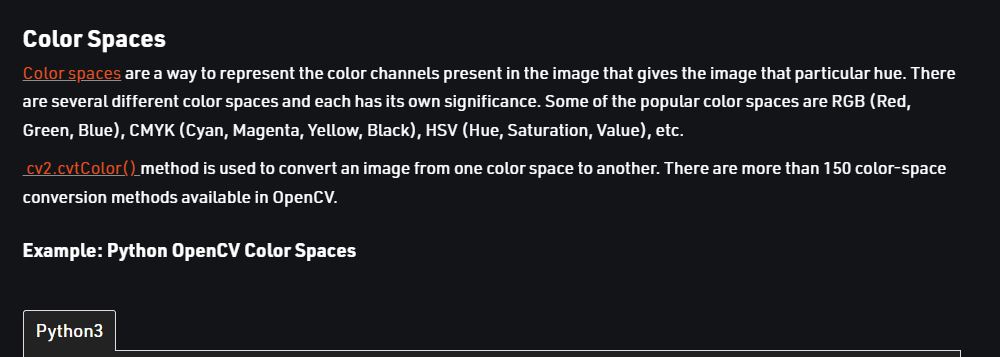 Color Spaces
Color spaces are a way to represent the color channels present in the image that gives the image that particular hue. There
are several different color spaces and each has its own significance. Some of the popular color spaces are RGB (Red,
Green, Blue), CMYK (Cyan, Magenta, Yellow, Black), HSV (Hue, Saturation, Value), etc.
cv2.cvtColor() method is used to convert an image from one color space to another. There are more than 150 color-space
conversion methods available in OpenCV.
Example: Python OpenCV Color Spaces
Python3